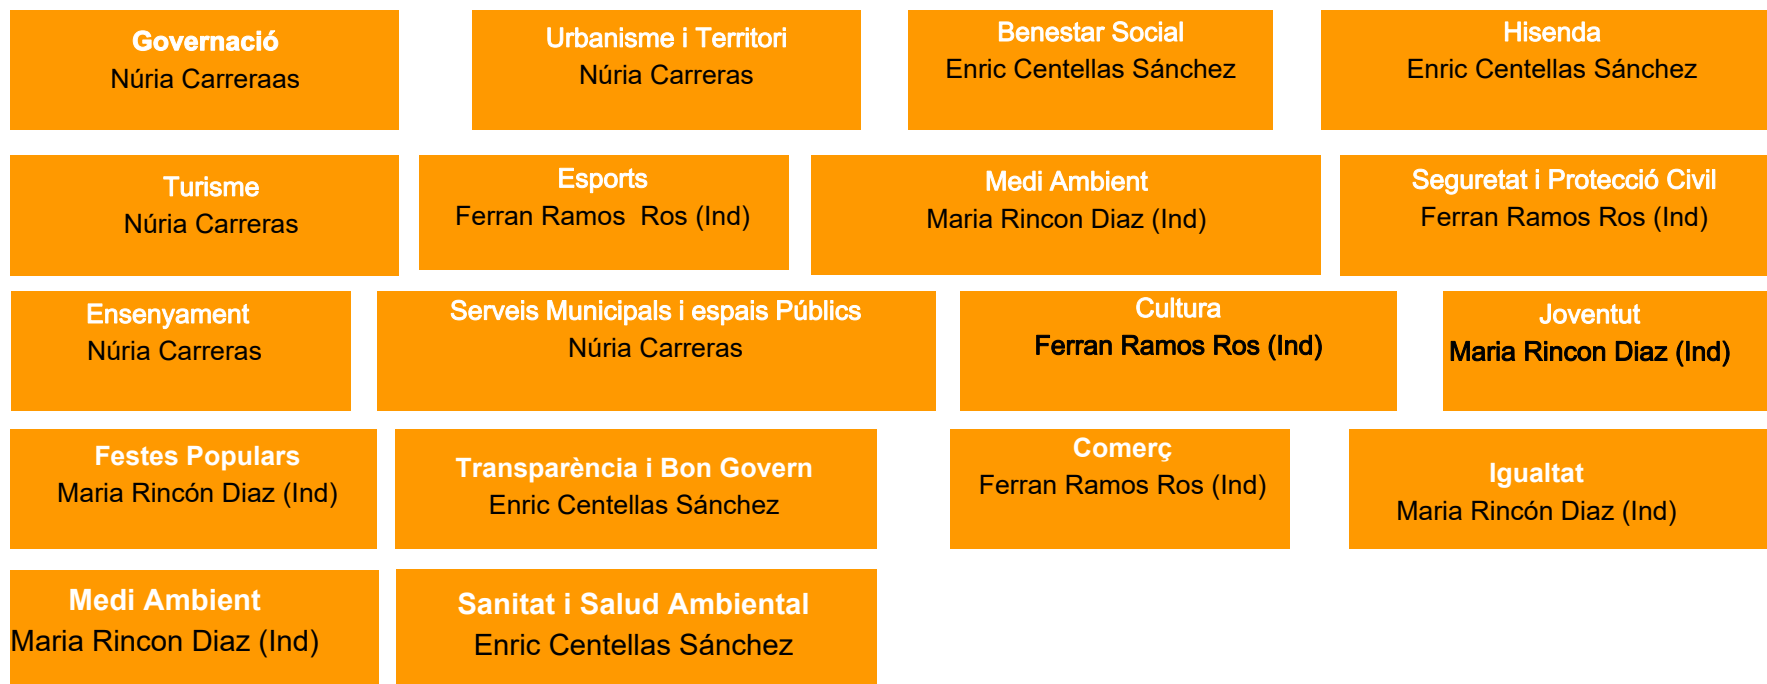 Governació
Núria Carreraas
Urbanisme i Territori
Núria Carreras
Benestar Social
Enric Centellas Sánchez
Hisenda
Enric Centellas Sánchez
Turisme
Núria Carreras
Esports
Ferran Ramos  Ros (Ind)
Medi Ambient
Maria Rincon Diaz (Ind)
Seguretat i Protecció Civil
Ferran Ramos Ros (Ind)
Ensenyament
Núria Carreras
Serveis Municipals i espais Públics
Núria Carreras
Cultura
Ferran Ramos Ros (Ind)
Joventut
Maria Rincon Diaz (Ind)
Festes Populars
Maria Rincón Diaz (Ind)
Transparència i Bon Govern
Enric Centellas Sánchez
Comerç
Ferran Ramos Ros (Ind)
Igualtat
Maria Rincón Diaz (Ind)
Medi Ambient
Maria Rincon Diaz (Ind)
Sanitat i Salud Ambiental
Enric Centellas Sánchez